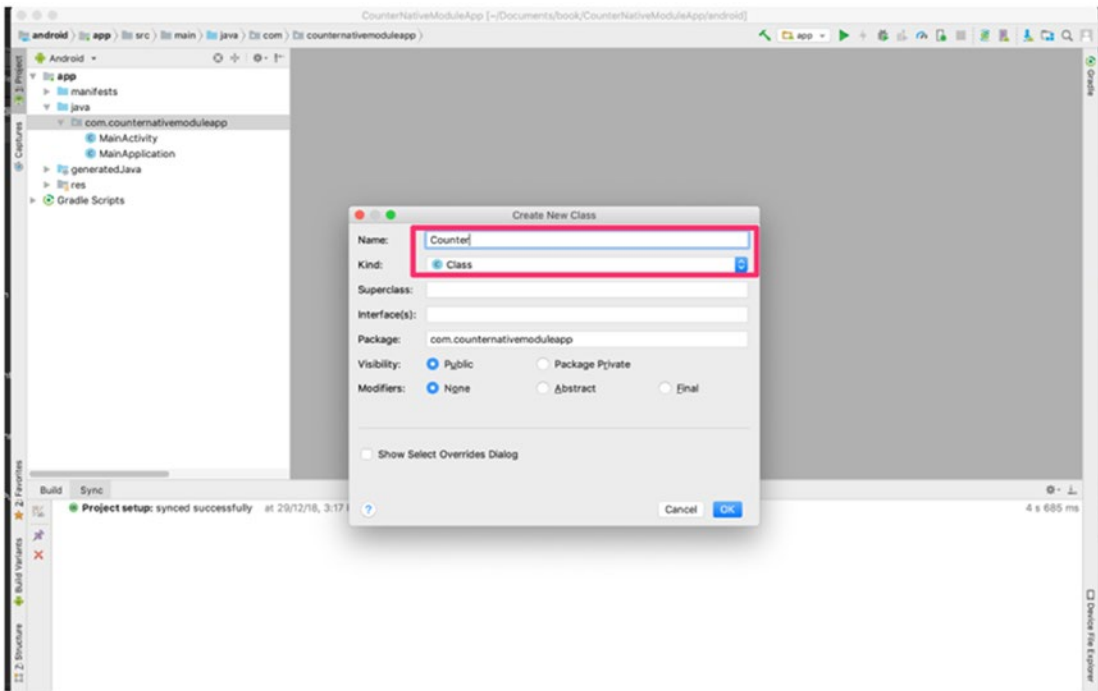 CounterNativeModuleApp [~/Documents/book/CounterNativeModuleApp/android]
android app src main java com counternativemoduleapp app
1: Project Android Gradle
app
manifests
java
com.counternativemoduleapp
Captures MainActivity
MainApplication
generatedJava
res
Gradle Scripts
Create New Class
Name: Counter
Kind: Class
Superclass:
Interface(s):
Package: com.counternativemoduleapp
Visibility: Public Package Private
Modifiers: None Abstract Final
Show Select Overrides Dialog
? Cancel OK
2: Favorites
Build Sync
Project setup: synced successfully at 29/12/18, 3:17 4 s 685 ms
Build Variants
Z: Structure
Device File Explorer